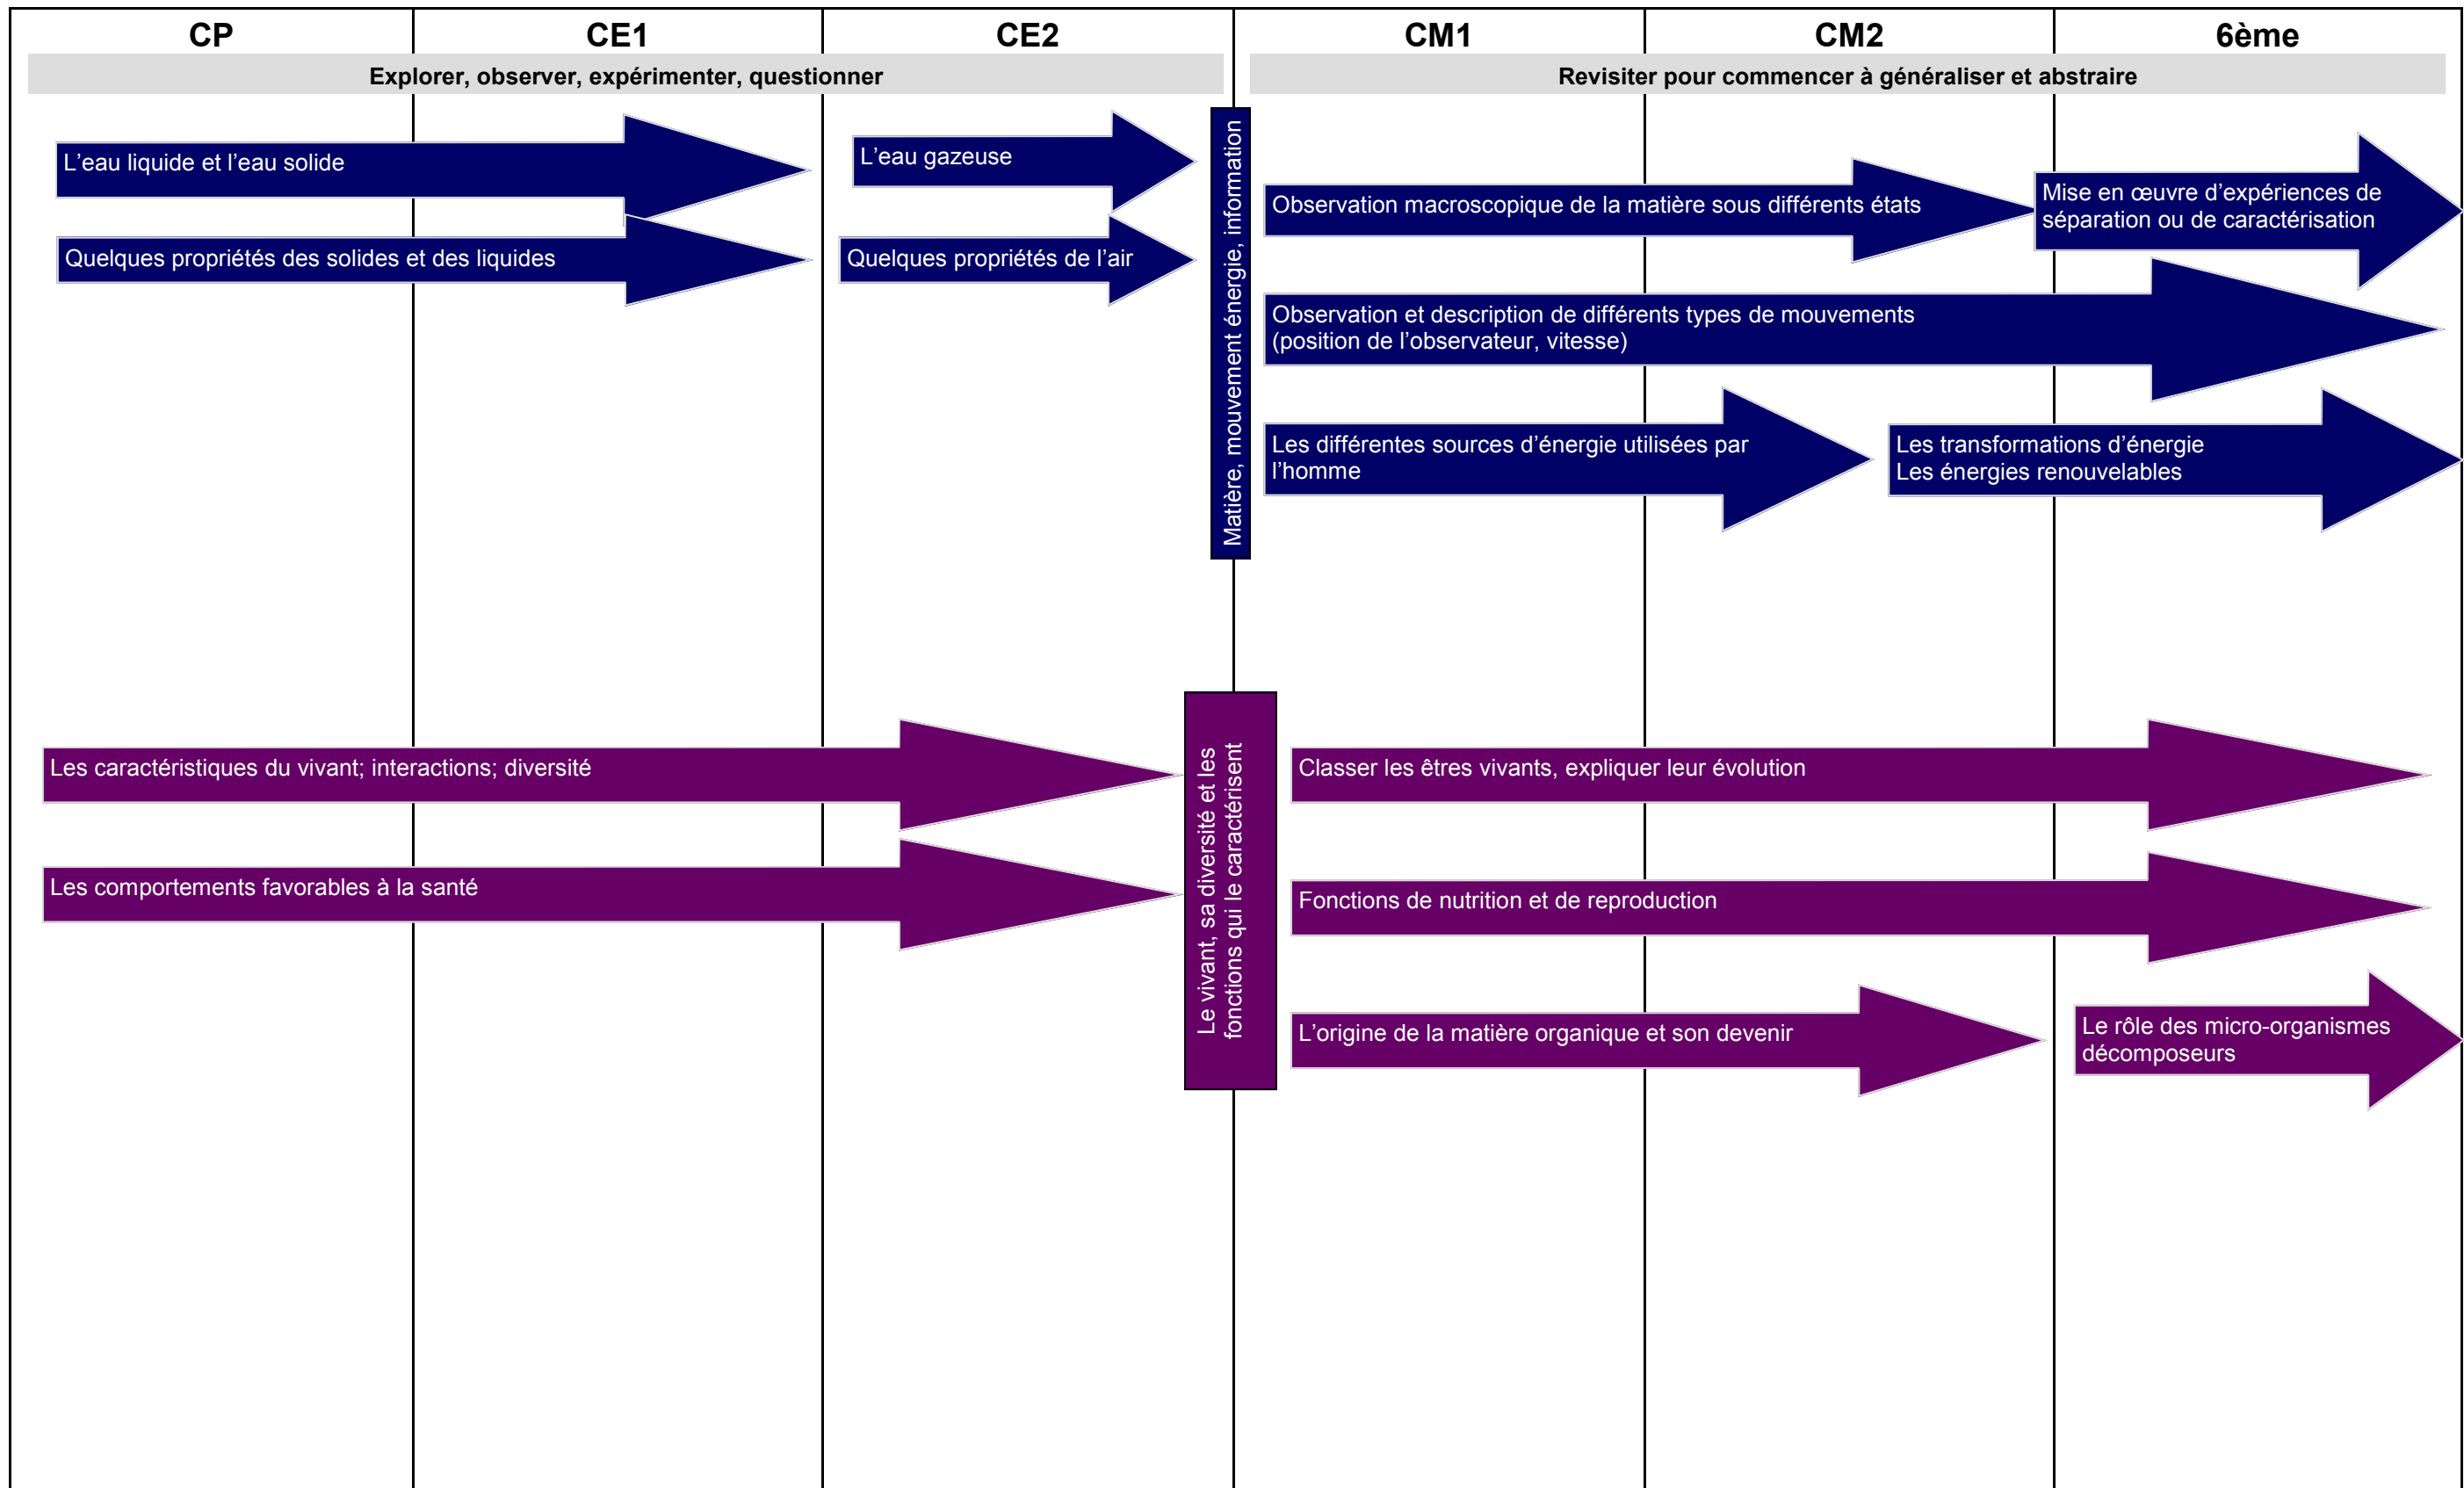 CP
CE1
CE2
CM1
CM2
6ème
Explorer, observer, expérimenter, questionner
Revisiter pour commencer à généraliser et abstraire
L’eau liquide et l’eau solide
L’eau gazeuse
Quelques propriétés des solides et des liquides
Quelques propriétés de l’air
Matière, mouvement énergie, information
Observation macroscopique de la matière sous différents états
Mise en œuvre d’expériences de
séparation ou de caractérisation
Observation et description de différents types de mouvements
(position de l’observateur, vitesse)
Les différentes sources d’énergie utilisées par
l’homme
Les transformations d’énergie
Les énergies renouvelables
Les caractéristiques du vivant; interactions; diversité
Les comportements favorables à la santé
Le vivant, sa diversité et les
fonctions qui le caractérisent
Classer les êtres vivants, expliquer leur évolution
Fonctions de nutrition et de reproduction
L’origine de la matière organique et son devenir
Le rôle des micro-organismes
décomposeurs